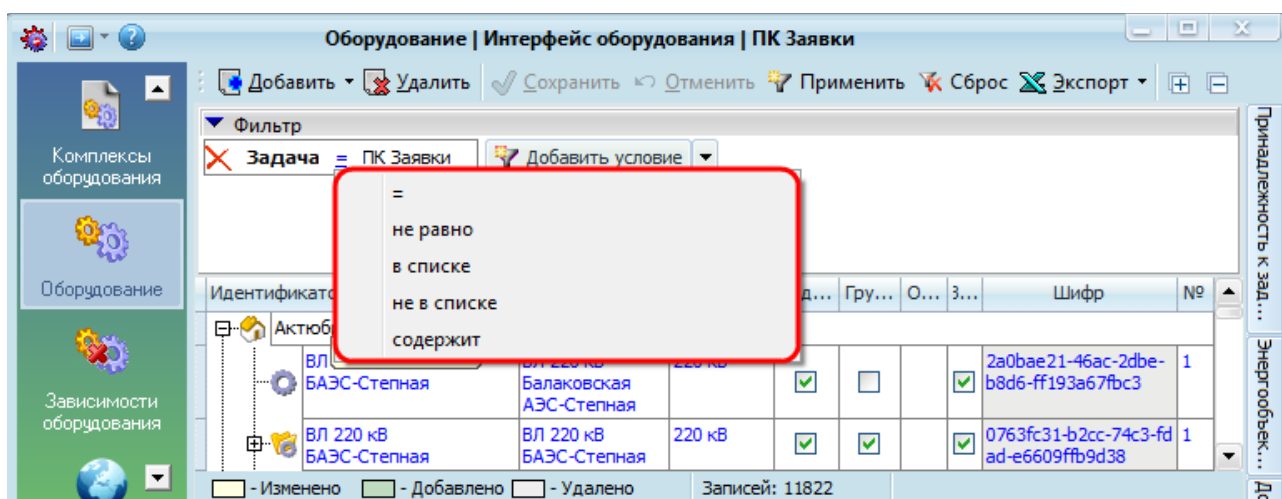 Оборудование | Интерфейс оборудования | ПК Заявки
Добавить Удалить Сохранить Отменить Применить Сброс Экспорт
Комплексы
оборудования
Оборудование
Зависимости
оборудования
Фильтр
Задача = ПК Заявки Добавить условие
=
не равно
в списке
не в списке
содержит
Идентификато д... Гру... О... З... Шифр №
Актюб
ВЛ
БАЭС-Степная
ВЛ 220 кВ
Балаковская
АЭС-Степная
220 кВ
2a0bae21-46ac-2dbe-
b8d6-ff193a67fbc3
1
ВЛ 220 кВ
БАЭС-Степная
ВЛ 220 кВ
БАЭС-Степная
220 кВ
0763fc31-b2cc-74c3-fd
ad-e6609ffb9d38
1
- Изменено - Добавлено - Удалено Записей: 11822
Принадлежность к зад...
Энергообъек...
До